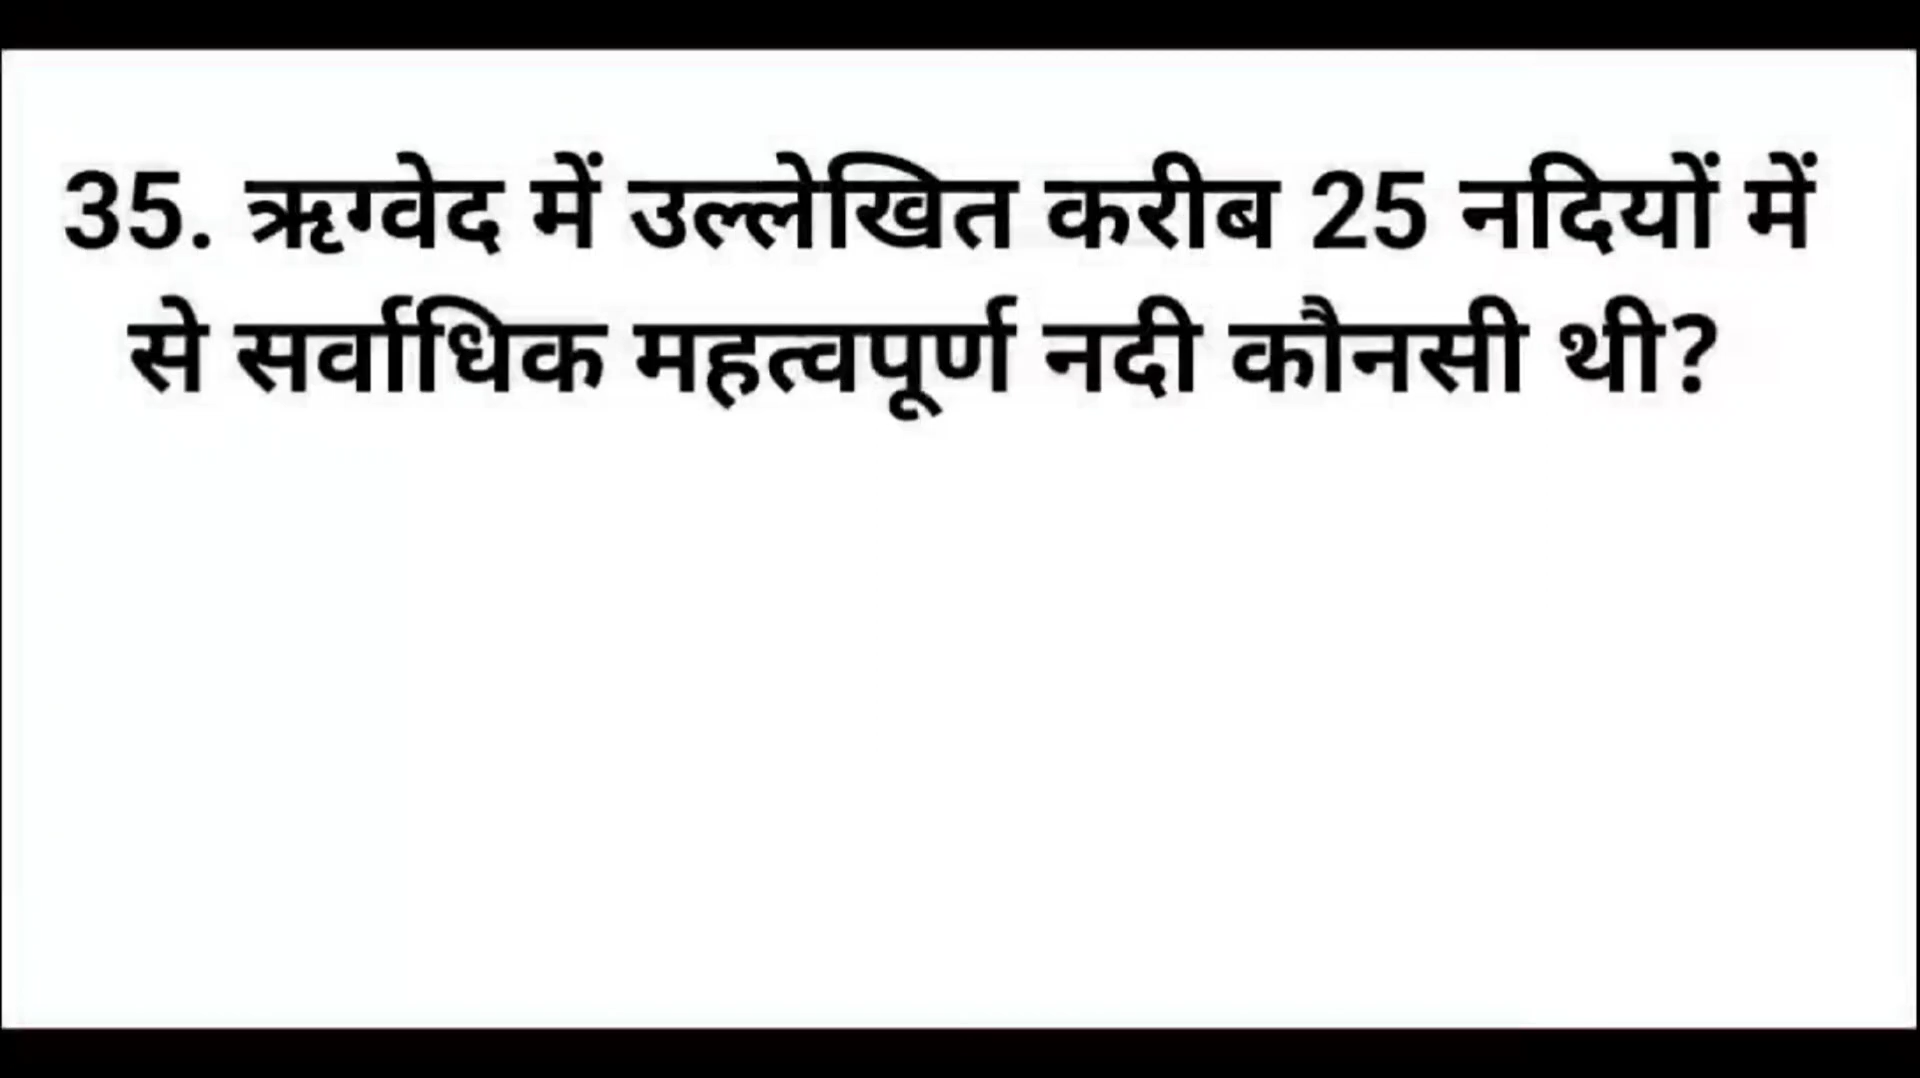 35. ऋग्वेद में उल्लेखित करीब 25 नदियों में
से सर्वाधिक महत्वपूर्ण नदी कौनसी थी?